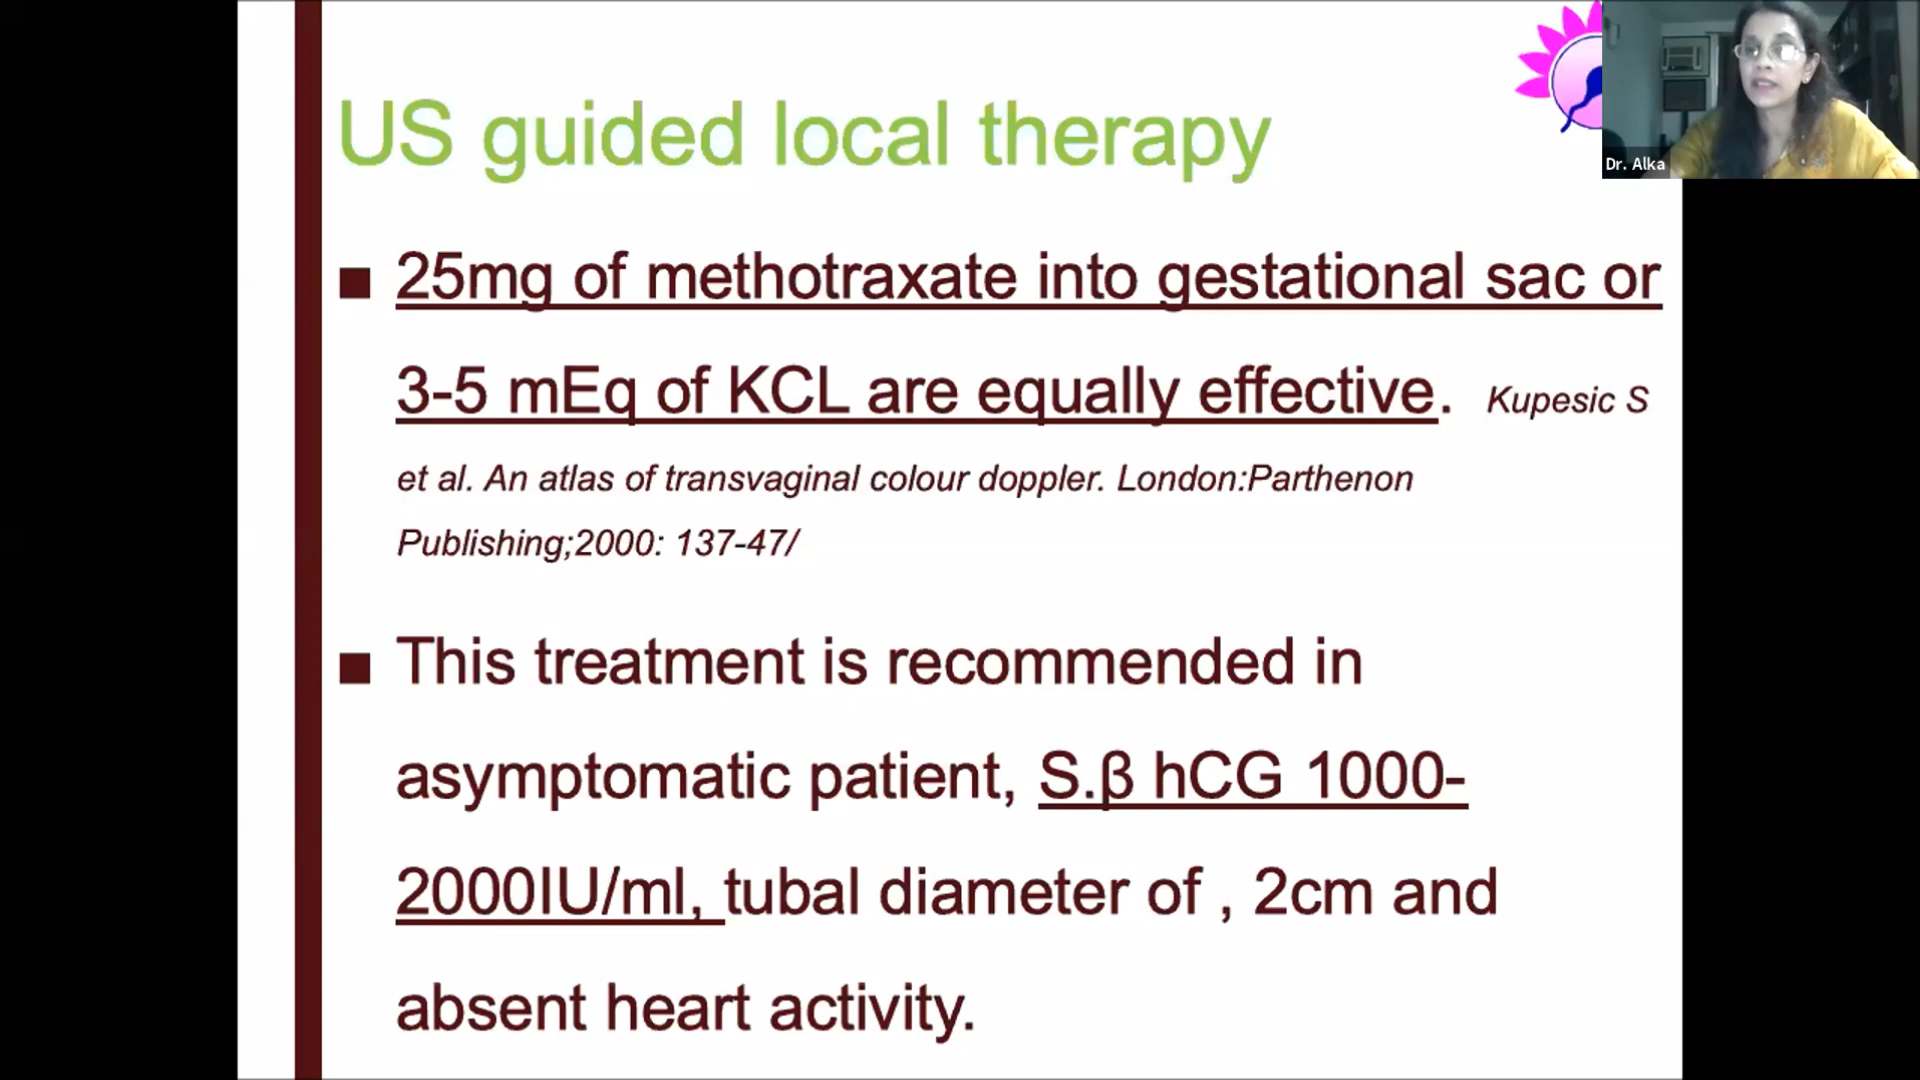 US guided local therapy
25mg of methotraxate into gestational sac or
3-5 mEq of KCL are equally effective. Kupesic S
et al. An atlas of transvaginal colour doppler. London:Parthenon
Publishing;2000: 137-47/
This treatment is recommended in
asymptomatic patient, S.β hCG 1000-
2000IU/ml, tubal diameter of , 2cm and
absent heart activity.
Dr. Alka